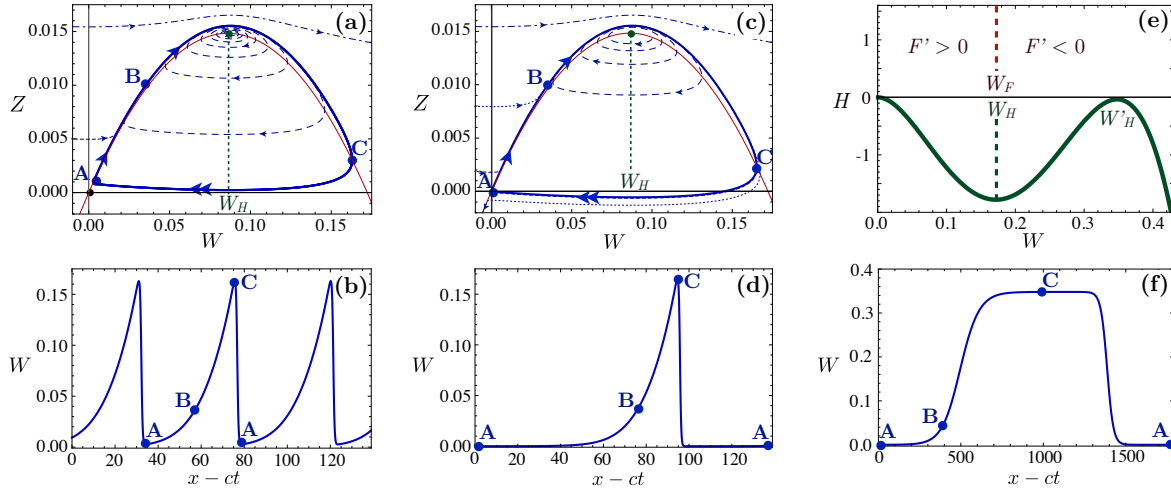 (a)
0.015
0.010
0.005
0.000
Z
B
A
C
W_H
0.00 0.05 0.10 0.15
W
(c)
0.015
0.010
0.005
0.000
Z
B
A
C
W_H
0.00 0.05 0.10 0.15
W
(e)
1
0
-1
H
F' > 0
F' < 0
W_F
W_H
W'_H
0.0 0.1 0.2 0.3 0.4
W
(b)
0.15
0.10
0.05
0.00
W
C
B
A
A
0 20 40 60 80 100 120
x − ct
(d)
0.15
0.10
0.05
0.00
W
C
B
A
A
0 20 40 60 80 100 120
x − ct
(f)
0.4
0.3
0.2
0.1
0.0
W
C
B
A
A
0 500 1000 1500
x − ct